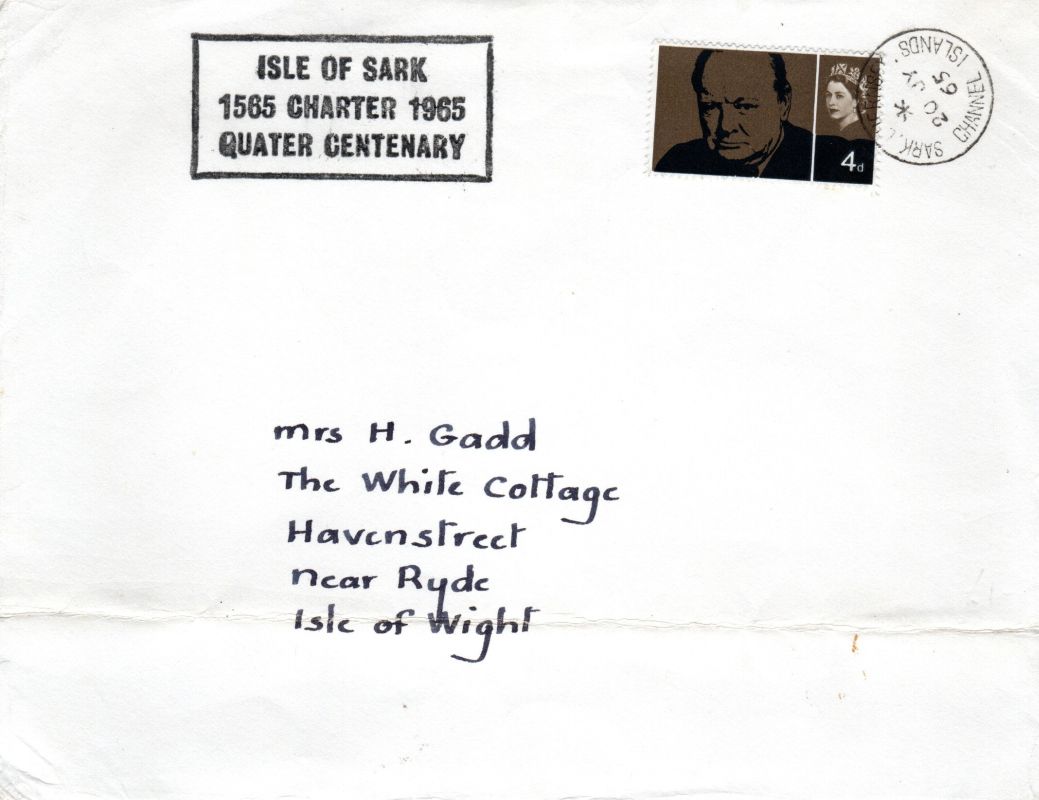 ISLE OF SARK
1565 CHARTER 1965
QUATER CENTENARY
4d
SARK, CHANNEL ISLANDS.
20
65
mrs H. Gadd
The White Cottage
Havenstreet
near Ryde
Isle of Wight